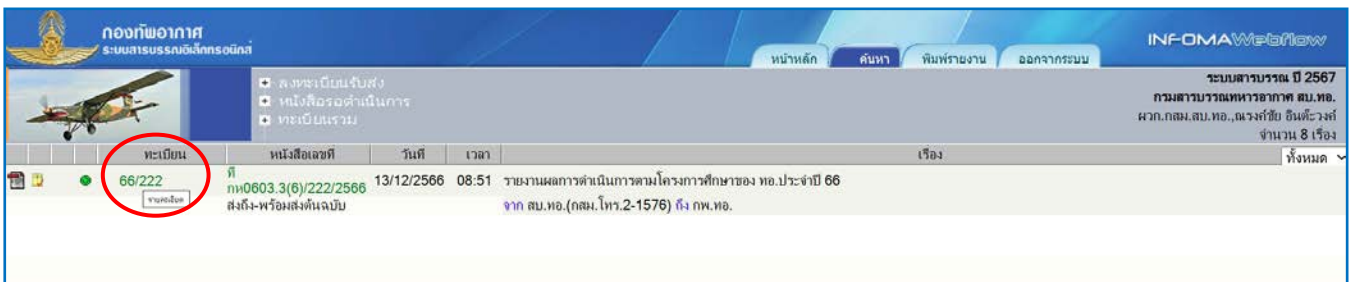 กองทัพอากาศ
ระบบสารบรรณอิเล็กทรอนิกส์
INFOMA Webflow
หน้าหลัก ค้นหา พิมพ์รายงาน ออกจากระบบ
ลงทะเบียนรับส่ง
หนังสือรอดำเนินการ
ทะเบียนรวม
ระบบสารบรรณ ปี 2567
กรมสารบรรณทหารอากาศ สบ.ทอ.
ผวก.กสม.สบ.ทอ.,ณรงค์ชัย อินต๊ะวงค์
จำนวน 8 เรื่อง
ทะเบียน หนังสือเลขที่ วันที่ เวลา เรื่อง ทั้งหมด
66/222 ที่ กห0603.3(6)/222/2566 13/12/2566 08:51 รายงานผลการดำเนินการตามโครงการศึกษาของ ทอ.ประจำปี 66
รายละเอียด
ส่งถึง-พร้อมส่งต้นฉบับ จาก สบ.ทอ.(กสม.โทร.2-1576) ถึง กพ.ทอ.